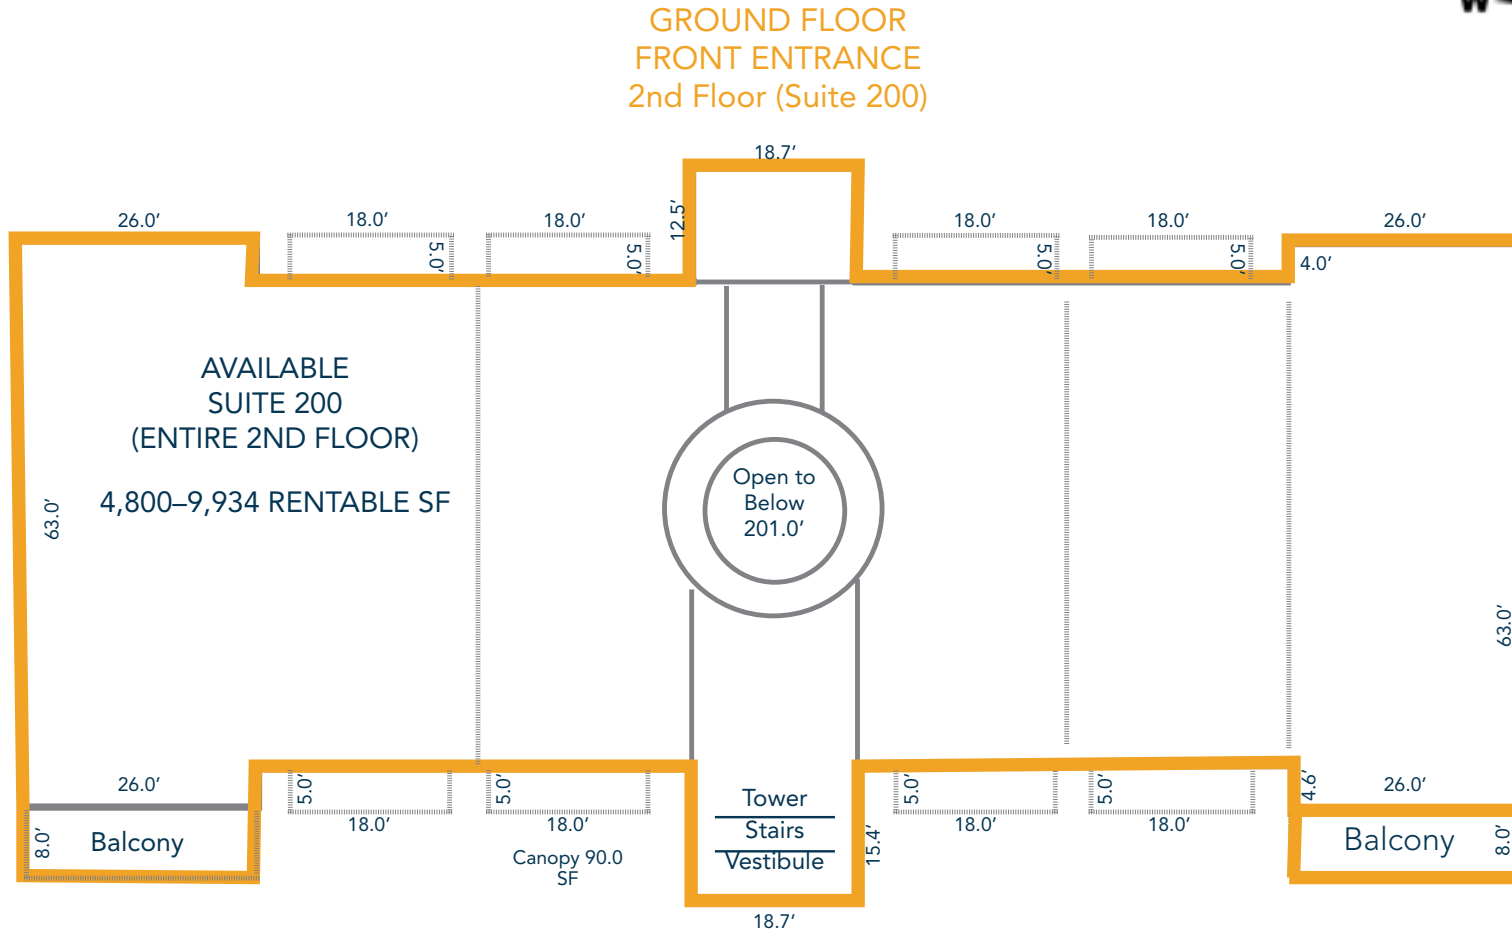 W
GROUND FLOOR
FRONT ENTRANCE
2nd Floor (Suite 200)
18.7’
26.0’
18.0’
18.0’
12.5’
18.0’
18.0’
26.0’
5.0’
5.0’
5.0’
5.0’
4.0’
AVAILABLE
SUITE 200
(ENTIRE 2ND FLOOR)
4,800–9,934 RENTABLE SF
63.0’
Open to
Below
201.0’
63.0’
26.0’
5.0’
5.0’
5.0’
5.0’
4.6’
26.0’
8.0’
Balcony
18.0’
18.0’
Canopy 90.0
SF
Tower
Stairs
Vestibule
15.4’
18.0’
18.0’
Balcony
8.0’
18.7’